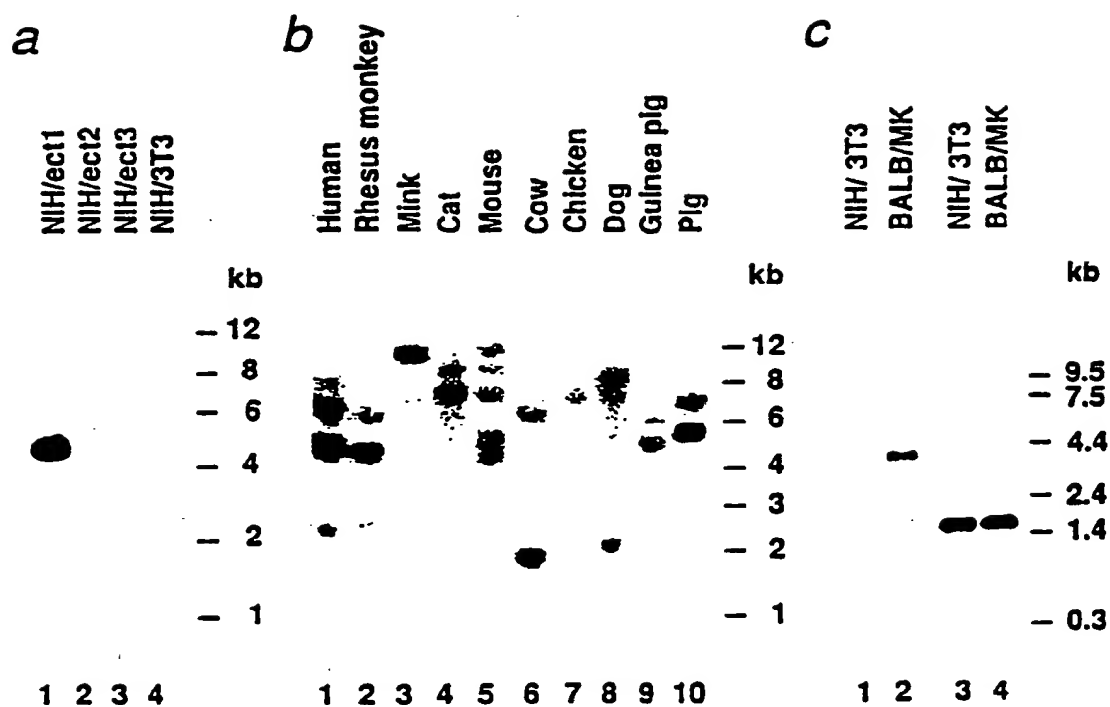 a
NIH/ect1
NIH/ect2
NIH/ect3
NIH/3T3
kb
12
8
6
4
2
1
1 2 3 4
b
Human
Rhesus monkey
Mink
Cat
Mouse
Cow
Chicken
Dog
Guinea pig
Pig
kb
12
8
6
4
3
2
1
1 2 3 4 5 6 7 8 9 10
c
NIH/ 3T3
BALB/MK
NIH/ 3T3
BALB/MK
kb
9.5
7.5
4.4
2.4
1.4
0.3
1 2 3 4